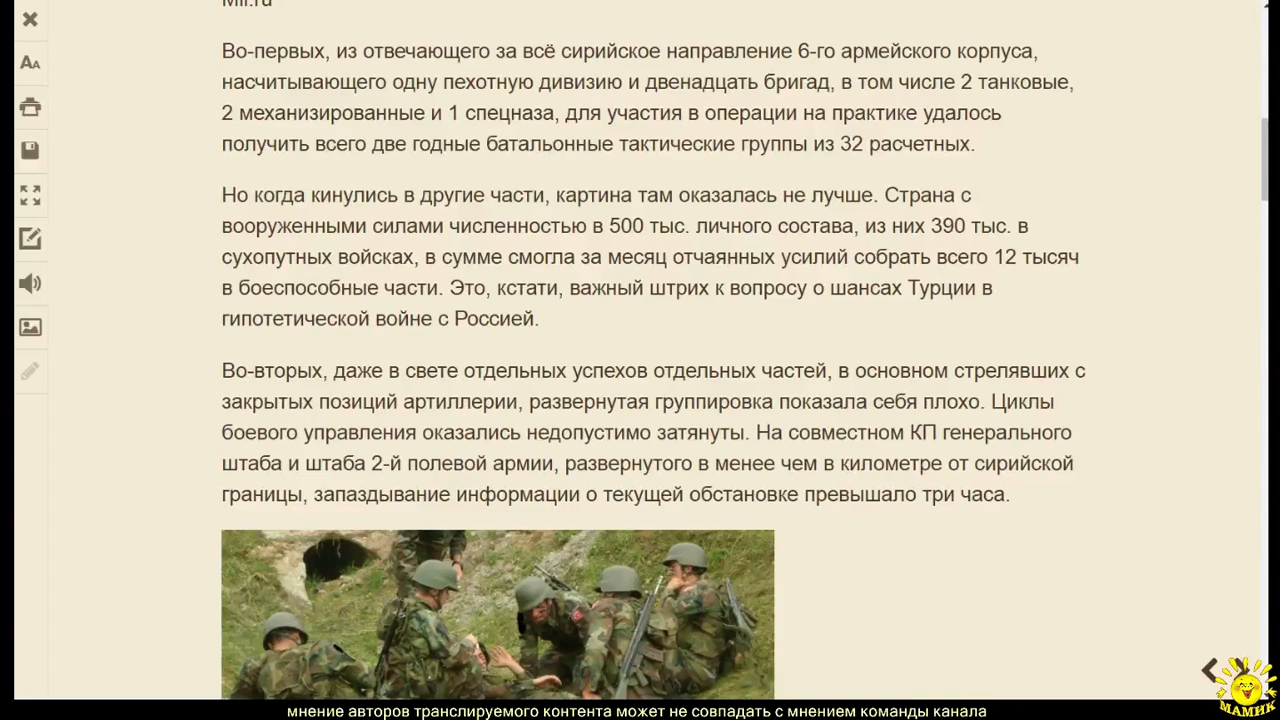 Mil.ru
Во-первых, из отвечающего за всё сирийское направление 6-го армейского корпуса,
насчитывающего одну пехотную дивизию и двенадцать бригад, в том числе 2 танковые,
2 механизированные и 1 спецназа, для участия в операции на практике удалось
получить всего две годные батальонные тактические группы из 32 расчетных.
Но когда кинулись в другие части, картина там оказалась не лучше. Страна с
вооруженными силами численностью в 500 тыс. личного состава, из них 390 тыс. в
сухопутных войсках, в сумме смогла за месяц отчаянных усилий собрать всего 12 тысяч
в боеспособные части. Это, кстати, важный штрих к вопросу о шансах Турции в
гипотетической войне с Россией.
Во-вторых, даже в свете отдельных успехов отдельных частей, в основном стрелявших с
закрытых позиций артиллерии, развернутая группировка показала себя плохо. Циклы
боевого управления оказались недопустимо затянуты. На совместном КП генерального
штаба и штаба 2-й полевой армии, развернутого в менее чем в километре от сирийской
границы, запаздывание информации о текущей обстановке превышало три часа.
МАМИК
мнение авторов транслируемого контента может не совпадать с мнением команды канала